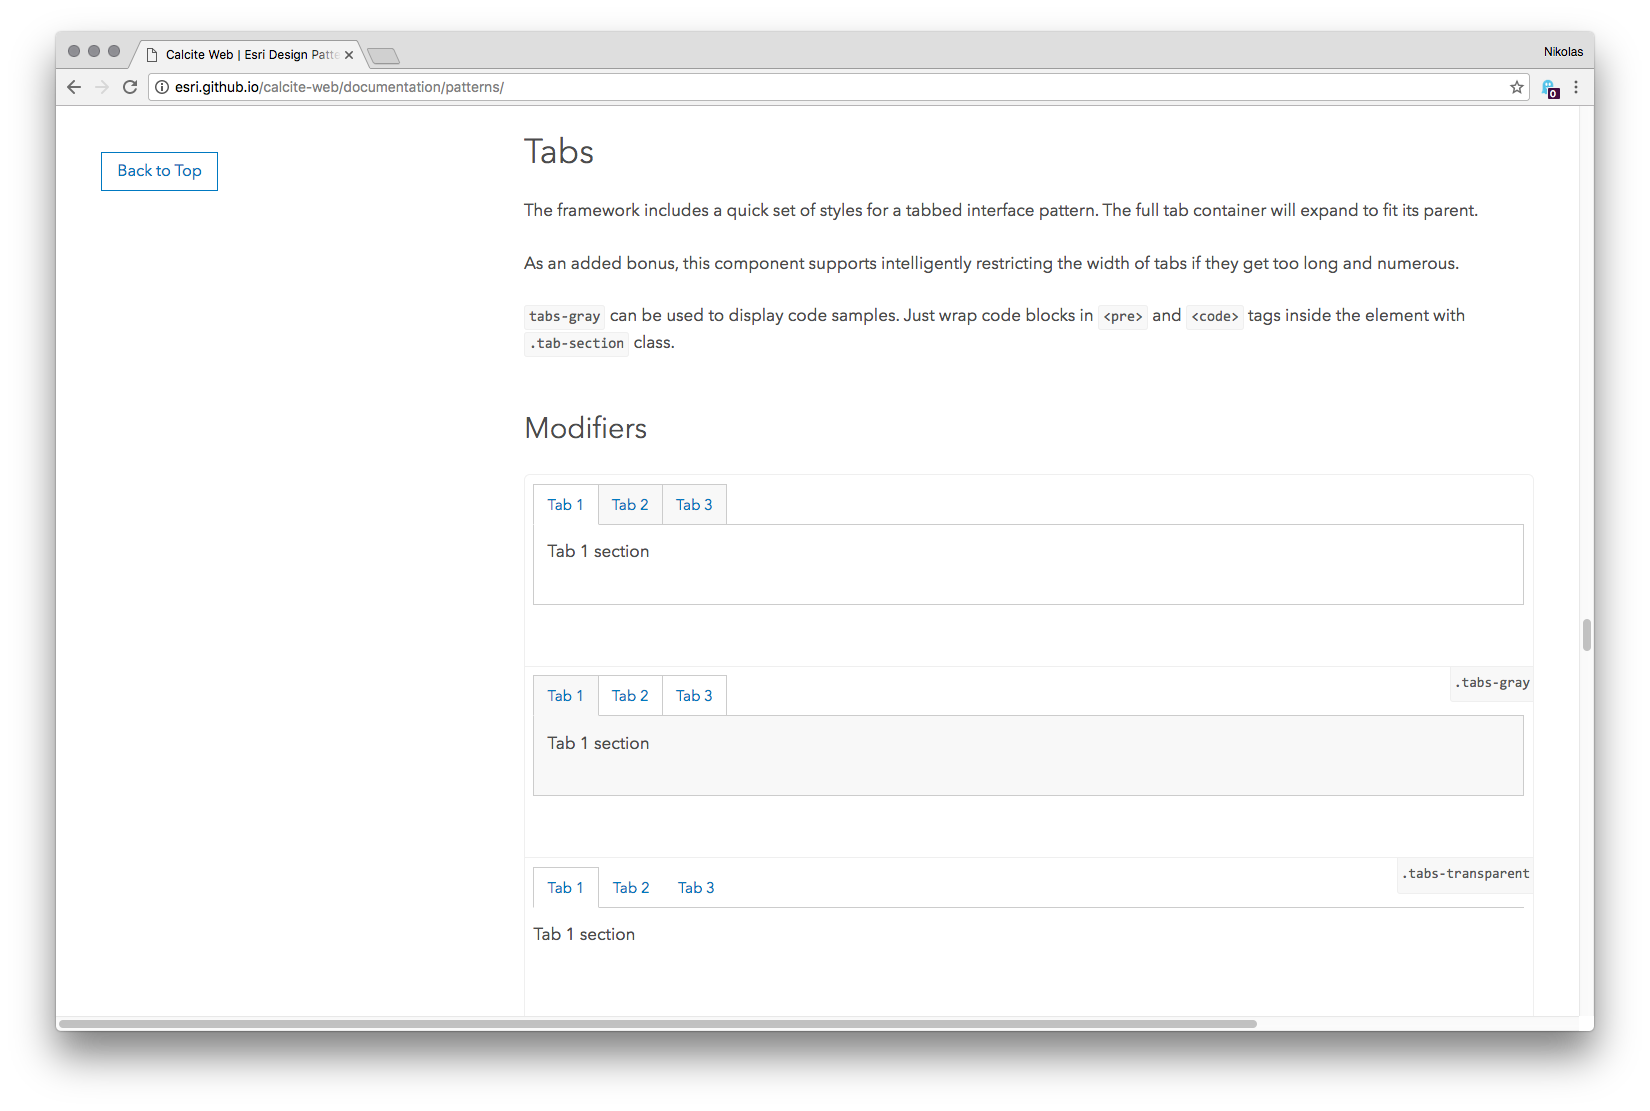 Calcite Web | Esri Design Patte
Nikolas
esri.github.io/calcite-web/documentation/patterns/
0
Back to Top
Tabs
The framework includes a quick set of styles for a tabbed interface pattern. The full tab container will expand to fit its parent.
As an added bonus, this component supports intelligently restricting the width of tabs if they get too long and numerous.
tabs-gray can be used to display code samples. Just wrap code blocks in <pre> and <code> tags inside the element with
.tab-section class.
Modifiers
Tab 1 Tab 2 Tab 3
Tab 1 section
.tabs-gray
Tab 1 Tab 2 Tab 3
Tab 1 section
.tabs-transparent
Tab 1 Tab 2 Tab 3
Tab 1 section